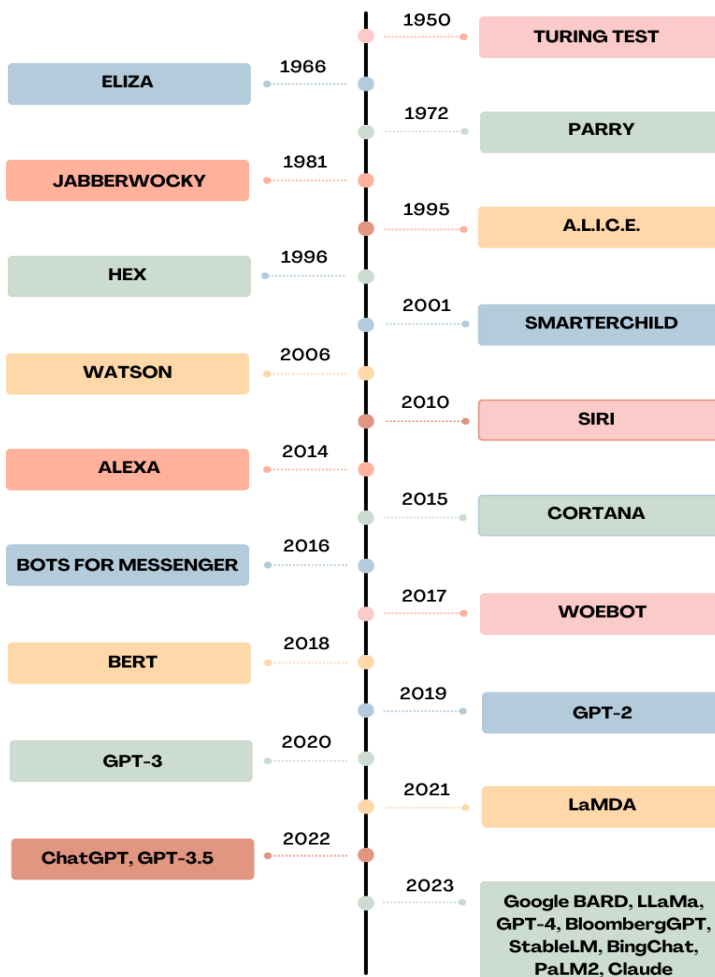 1950
TURING TEST
1966
ELIZA
1972
PARRY
1981
JABBERWOCKY
1995
A.L.I.C.E.
1996
HEX
2001
SMARTERCHILD
2006
WATSON
2010
SIRI
2014
ALEXA
2015
CORTANA
2016
BOTS FOR MESSENGER
2017
WOEBOT
2018
BERT
2019
GPT-2
2020
GPT-3
2021
LaMDA
2022
ChatGPT, GPT-3.5
2023
Google BARD, LLaMa,
GPT-4, BloombergGPT,
StableLM, BingChat,
PaLM2, Claude